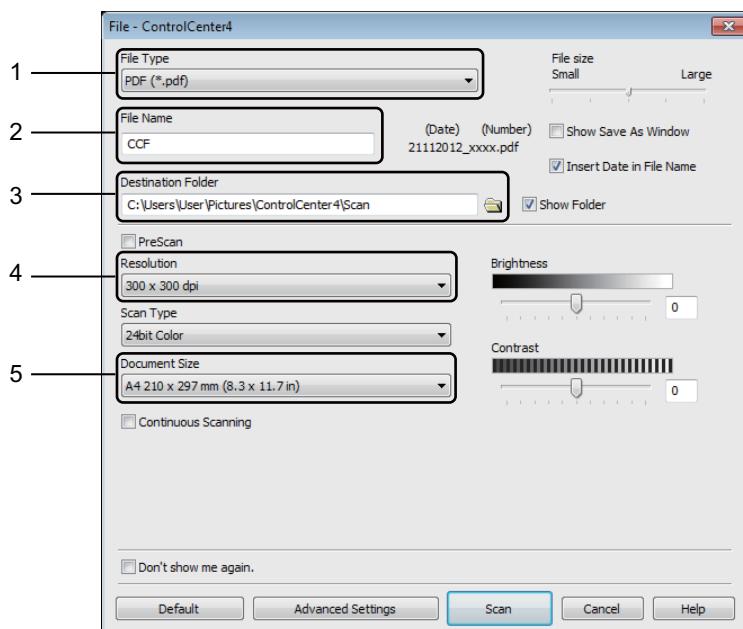 File - ControlCenter4
1
File Type
PDF (*.pdf)
File size
Small Large
2
File Name
CCF
(Date) (Number)
21112012_xxxx.pdf
Show Save As Window
Insert Date in File Name
3
Destination Folder
C:\Users\User\Pictures\ControlCenter4\Scan
Show Folder
PreScan
4
Resolution
300 x 300 dpi
Brightness
0
Scan Type
24bit Color
Contrast
0
5
Document Size
A4 210 x 297 mm (8.3 x 11.7 in)
Continuous Scanning
Don't show me again.
Default Advanced Settings Scan Cancel Help